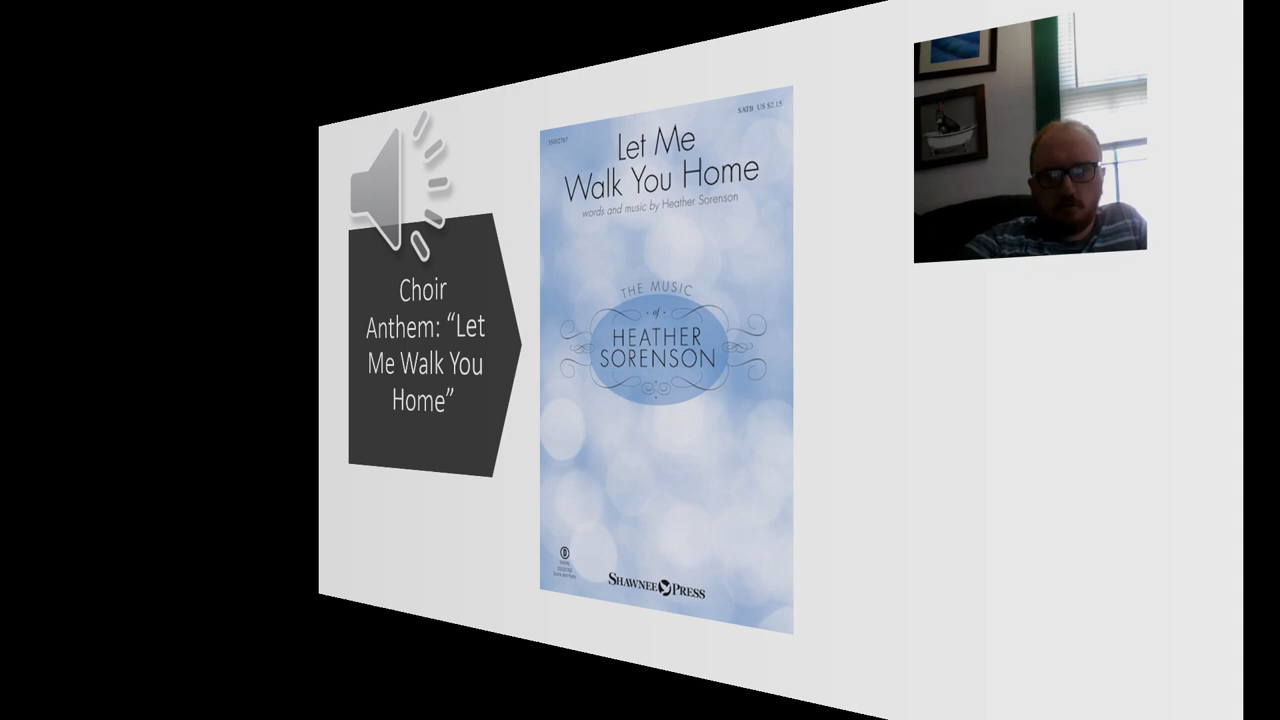 Choir
Anthem: “Let
Me Walk You
Home”
SATB US $2.15
Let Me
Walk You Home
words and music by Heather Sorenson
THE MUSIC
of
HEATHER
SORENSON
SHAWNEE PRESS